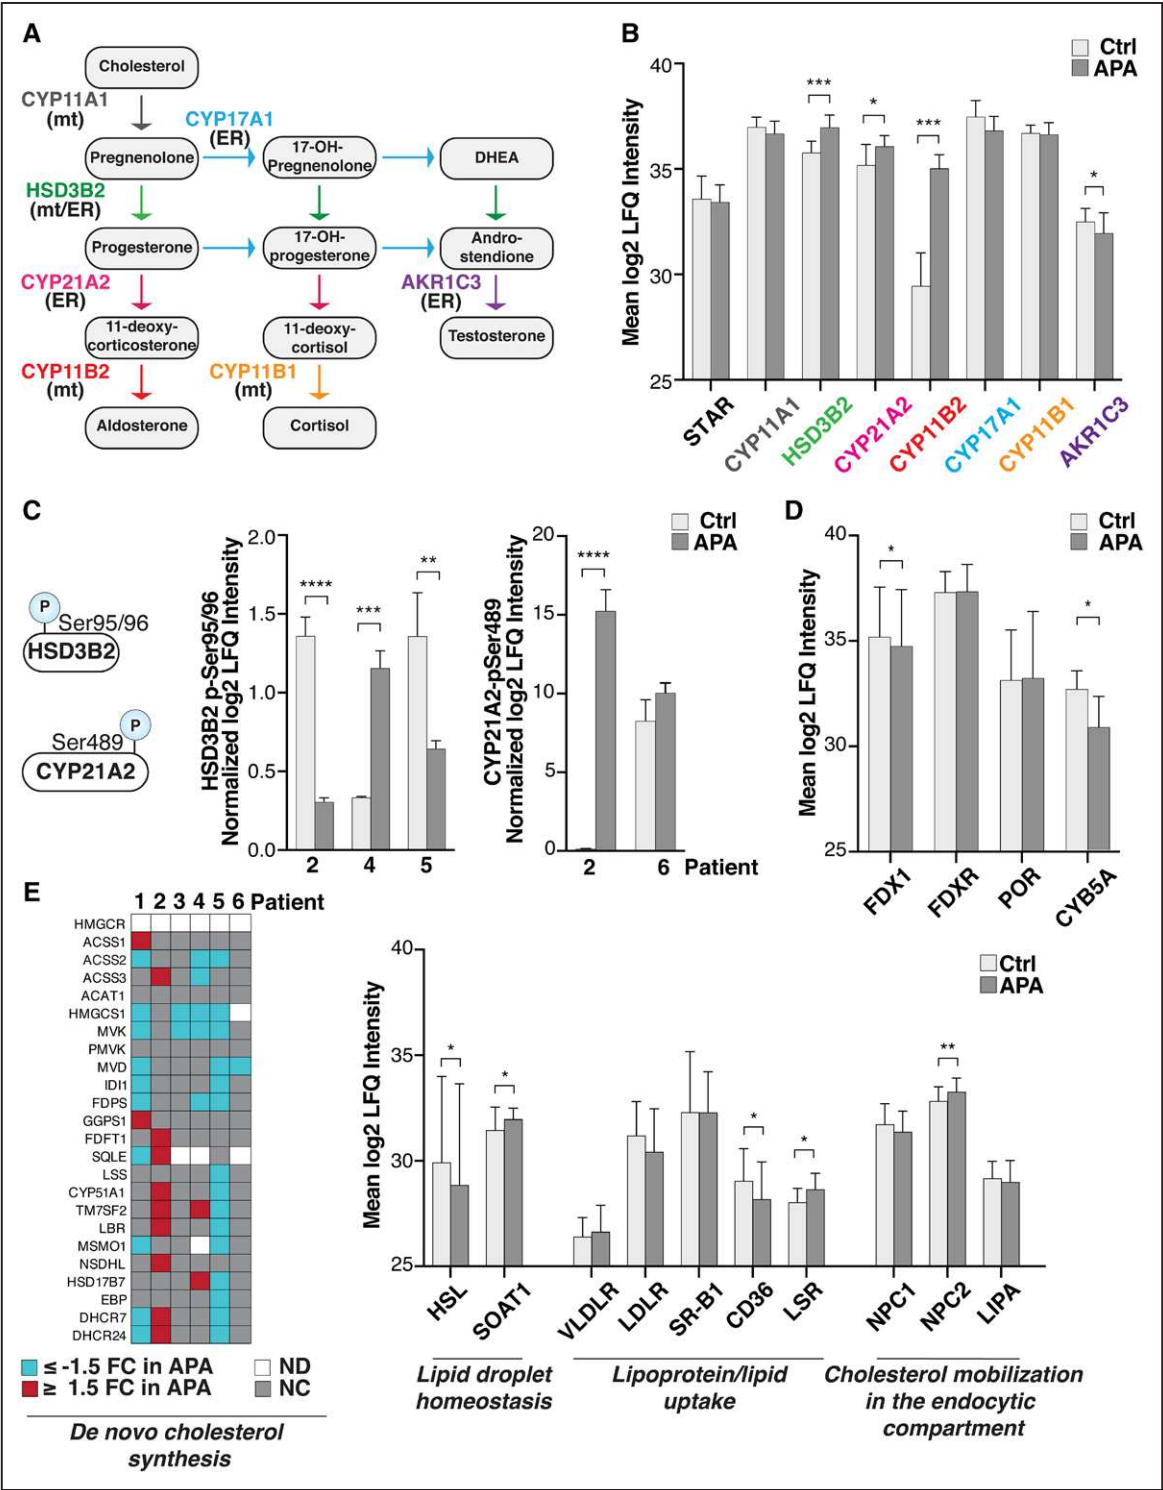 A
Cholesterol
CYP11A1
(mt)
CYP17A1
(ER)
Pregnenolone
17-OH-
Pregnenolone
DHEA
HSD3B2
(mt/ER)
Progesterone
17-OH-
progesterone
Andro-
stendione
CYP21A2
(ER)
AKR1C3
(ER)
11-deoxy-
corticosterone
11-deoxy-
cortisol
Testosterone
CYP11B2
(mt)
CYP11B1
(mt)
Aldosterone
Cortisol
B
Ctrl
APA
Mean log2 LFQ Intensity
40
35
30
25
***
*
***
*
STAR
CYP11A1
HSD3B2
CYP21A2
CYP11B2
CYP17A1
CYP11B1
AKR1C3
C
P
Ser95/96
HSD3B2
P
Ser489
CYP21A2
HSD3B2 p-Ser95/96
Normalized log2 LFQ Intensity
2.0
1.5
1.0
0.5
0.0
****
***
**
2 4 5
CYP21A2-pSer489
Normalized log2 LFQ Intensity
20
15
10
5
0
****
Ctrl
APA
2 6 Patient
D
Ctrl
APA
Mean log2 LFQ Intensity
40
35
30
25
*
*
FDX1
FDXR
POR
CYB5A
E
1 2 3 4 5 6 Patient
HMGCR
ACSS1
ACSS2
ACSS3
ACAT1
HMGCS1
MVK
PMVK
MVD
IDI1
FDPS
GGPS1
FDFT1
SQLE
LSS
CYP51A1
TM7SF2
LBR
MSMO1
NSDHL
HSD17B7
EBP
DHCR7
DHCR24
≤ -1.5 FC in APA
ND
≥ 1.5 FC in APA
NC
De novo cholesterol
synthesis
Mean log2 LFQ Intensity
40
35
30
25
Ctrl
APA
*
*
*
*
**
HSL
SOAT1
VLDLR
LDLR
SR-B1
CD36
LSR
NPC1
NPC2
LIPA
Lipid droplet
homeostasis
Lipoprotein/lipid
uptake
Cholesterol mobilization
in the endocytic
compartment